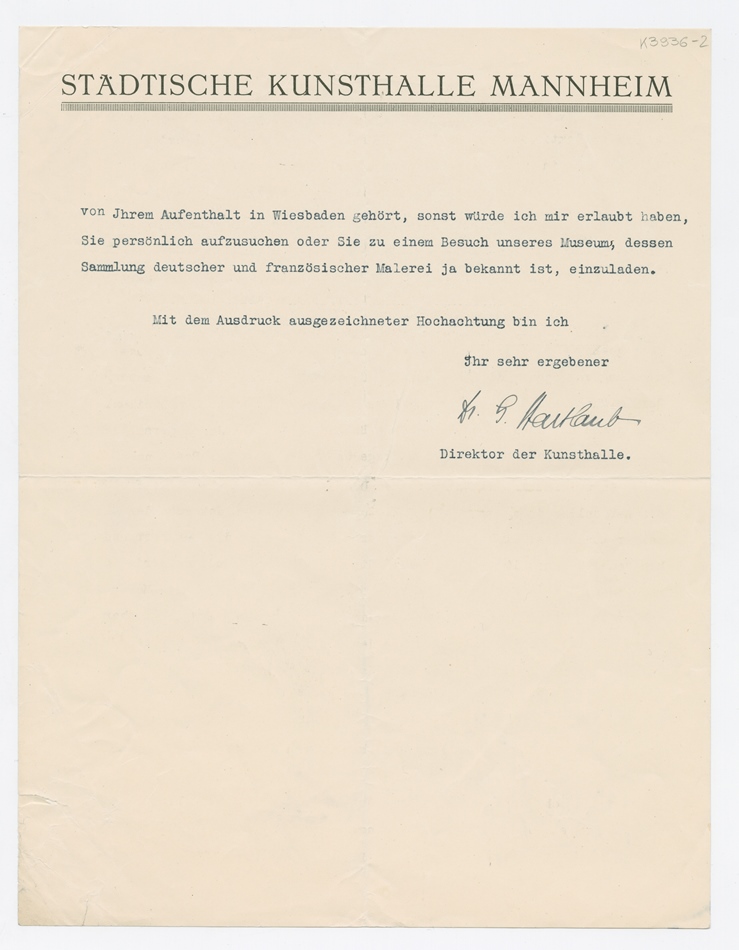 K3936-2
STÄDTISCHE KUNSTHALLE MANNHEIM
von Jhrem Aufenthalt in Wiesbaden gehört, sonst würde ich mir erlaubt haben,
Sie persönlich aufzusuchen oder Sie zu einem Besuch unseres Museum, dessen
Sammlung deutscher und französischer Malerei ja bekannt ist, einzuladen.
Mit dem Ausdruck ausgezeichneter Hochachtung bin ich
Jhr sehr ergebener
Dr. G. Hartlaub
Direktor der Kunsthalle.